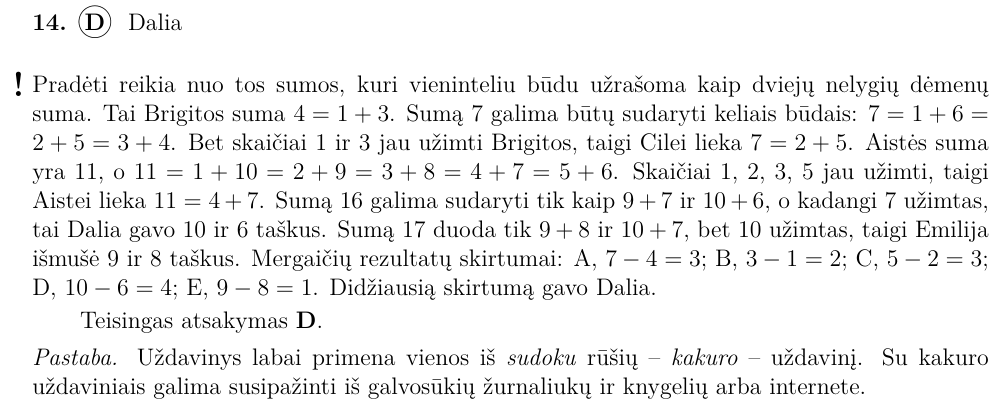 14. D Dalia
! Pradėti reikia nuo tos sumos, kuri vieninteliu būdu užrašoma kaip dviejų nelygių dėmenų
suma. Tai Brigitos suma 4 = 1 + 3. Sumą 7 galima būtų sudaryti keliais būdais: 7 = 1 + 6 =
2 + 5 = 3 + 4. Bet skaičiai 1 ir 3 jau užimti Brigitos, taigi Cilei lieka 7 = 2 + 5. Aistės suma
yra 11, o 11 = 1 + 10 = 2 + 9 = 3 + 8 = 4 + 7 = 5 + 6. Skaičiai 1, 2, 3, 5 jau užimti, taigi
Aistei lieka 11 = 4 + 7. Sumą 16 galima sudaryti tik kaip 9 + 7 ir 10 + 6, o kadangi 7 užimtas,
tai Dalia gavo 10 ir 6 taškus. Sumą 17 duoda tik 9 + 8 ir 10 + 7, bet 10 užimtas, taigi Emilija
išmušė 9 ir 8 taškus. Mergaičių rezultatų skirtumai: A, 7 − 4 = 3; B, 3 − 1 = 2; C, 5 − 2 = 3;
D, 10 − 6 = 4; E, 9 − 8 = 1. Didžiausią skirtumą gavo Dalia.
Teisingas atsakymas D.
Pastaba. Uždavinys labai primena vienos iš sudoku rūšių – kakuro – uždavinį. Su kakuro
uždaviniais galima susipažinti iš galvosūkių žurnaliukų ir knygelių arba internete.